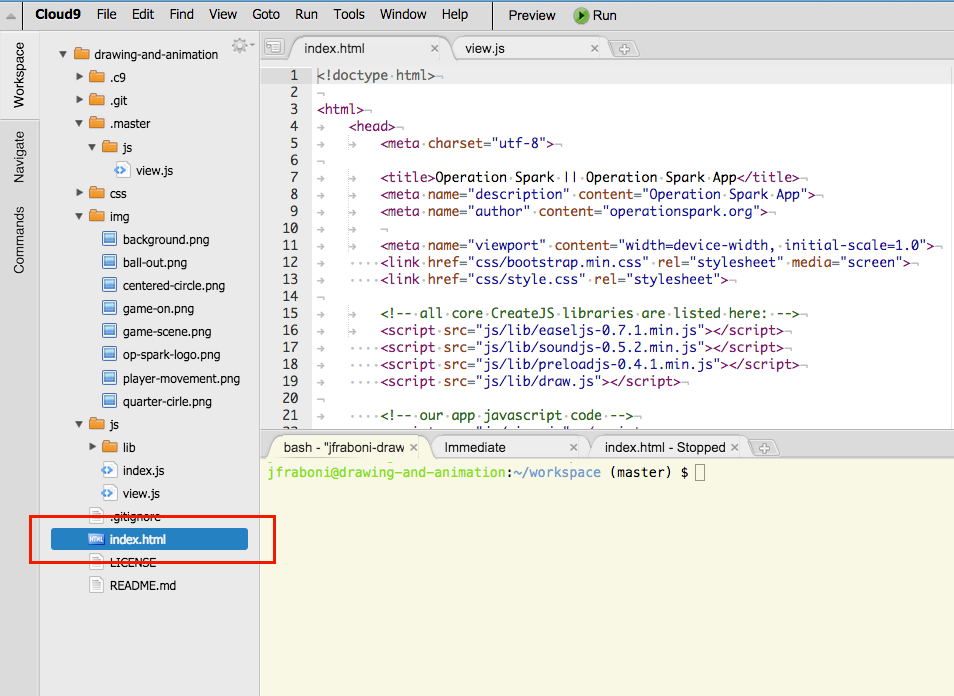 Cloud9 File Edit Find View Goto Run Tools Window Help Preview Run
Workspace
Navigate
Commands
drawing-and-animation
.c9
.git
.master
js
view.js
css
img
background.png
ball-out.png
centered-circle.png
game-on.png
game-scene.png
op-spark-logo.png
player-movement.png
quarter-cirle.png
js
lib
index.js
view.js
.gitignore
index.html
LICENSE
README.md
index.html view.js
1 <!doctype html>
2
3 <html>
4 <head>
5 <meta charset="utf-8">
6
7 <title>Operation Spark || Operation Spark App</title>
8 <meta name="description" content="Operation Spark App">
9 <meta name="author" content="operationspark.org">
10
11 <meta name="viewport" content="width=device-width, initial-scale=1.0">
12 <link href="css/bootstrap.min.css" rel="stylesheet" media="screen">
13 <link href="css/style.css" rel="stylesheet">
14
15 <!-- all core CreateJS libraries are listed here: -->
16 <script src="js/lib/easeljs-0.7.1.min.js"></script>
17 <script src="js/lib/soundjs-0.5.2.min.js"></script>
18 <script src="js/lib/preloadjs-0.4.1.min.js"></script>
19 <script src="js/lib/draw.js"></script>
20
21 <!-- our app javascript code -->
bash - "jfraboni-draw Immediate index.html - Stopped
jfraboni@drawing-and-animation:~/workspace (master) $